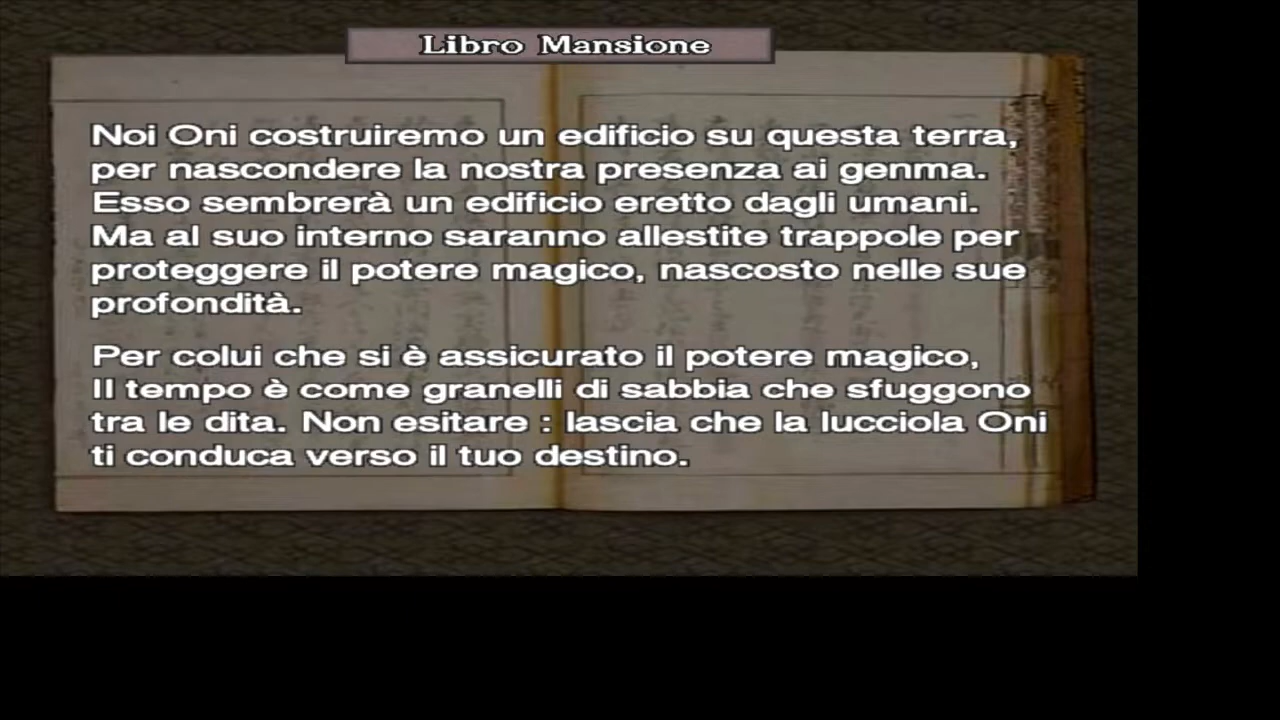 Libro Mansione
Noi Oni costruiremo un edificio su questa terra,
per nascondere la nostra presenza ai genma.
Esso sembrerà un edificio eretto dagli umani.
Ma al suo interno saranno allestite trappole per
proteggere il potere magico, nascosto nelle sue
profondità.
Per colui che si è assicurato il potere magico,
Il tempo è come granelli di sabbia che sfuggono
tra le dita. Non esitare : lascia che la lucciola Oni
ti conduca verso il tuo destino.